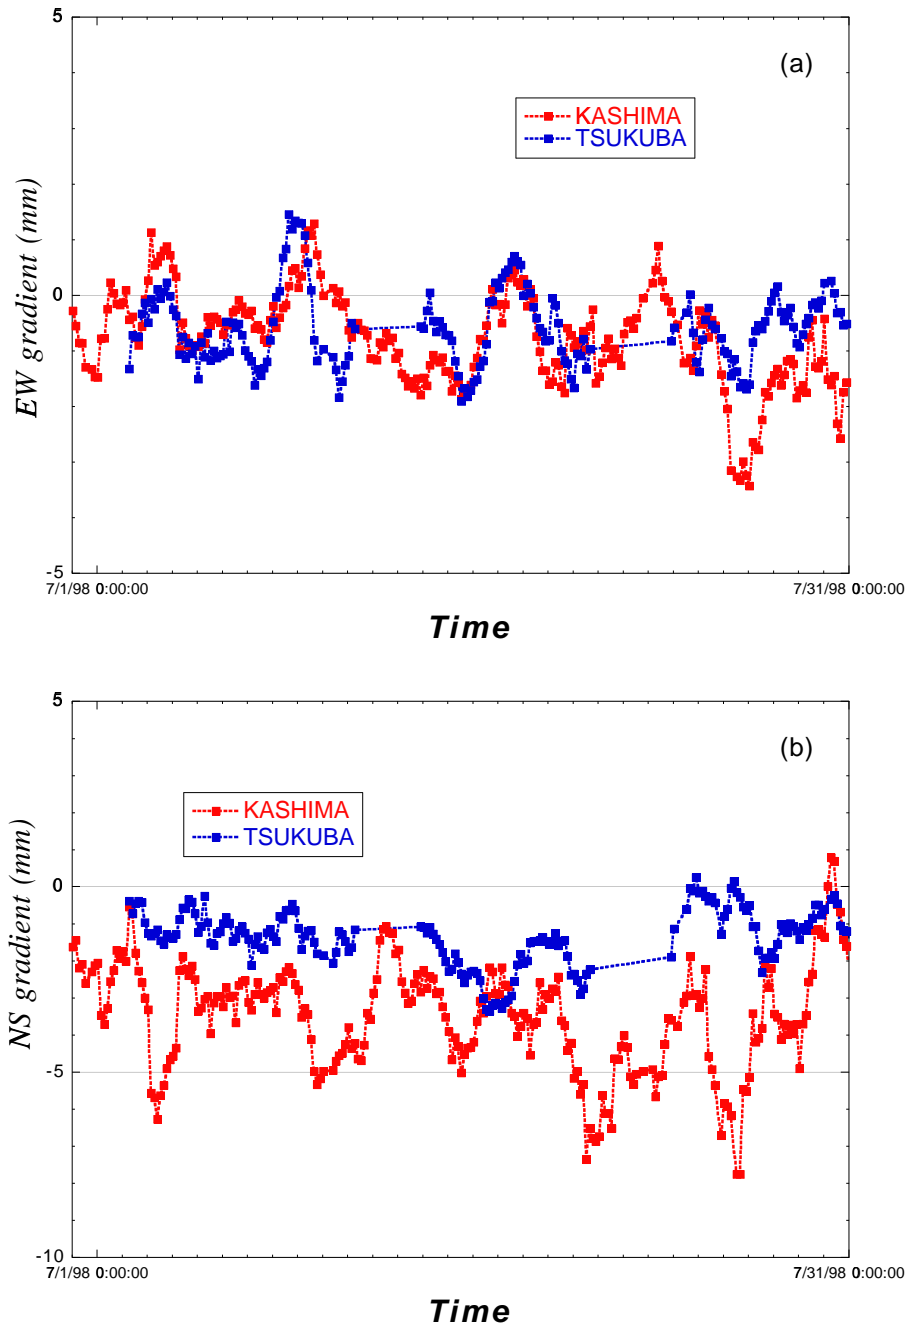 5
(a)
KASHIMA
TSUKUBA
EW gradient (mm)
0
-5
7/1/98 0:00:00
7/31/98 0:00:00
Time
5
(b)
KASHIMA
TSUKUBA
NS gradient (mm)
0
-5
-10
7/1/98 0:00:00
7/31/98 0:00:00
Time